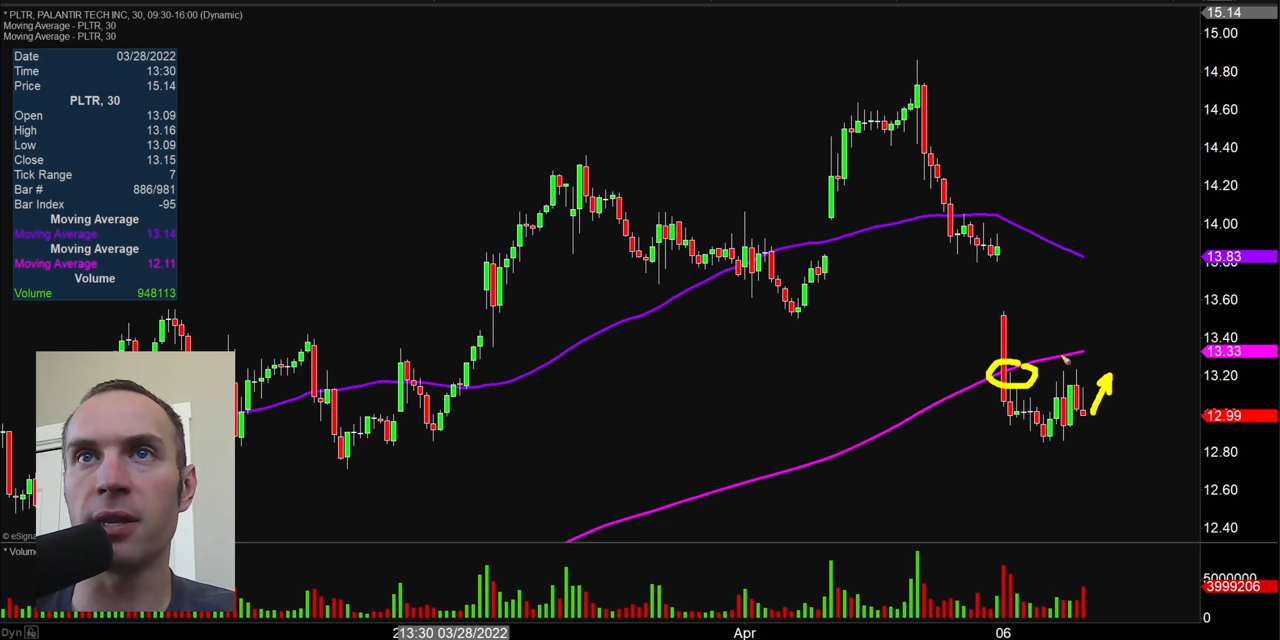 * PLTR, PALANTIR TECH INC, 30, 09:30-16:00 (Dynamic)
Moving Average - PLTR, 30
Moving Average - PLTR, 30
Date 03/28/2022
Time 13:30
Price 15.14
PLTR, 30
Open 13.09
High 13.16
Low 13.09
Close 13.15
Tick Range 7
Bar # 886/981
Bar Index -95
Moving Average
Moving Average 13.14
Moving Average
Moving Average 12.11
Volume
Volume 948113
15.14
15.00
14.80
14.60
14.40
14.20
14.00
13.83
13.60
13.40
13.33
13.20
12.99
12.80
12.60
12.40
© eSigna
* Volum
5000000
3999206
0
Dyn
13:30 03/28/2022
Apr
06